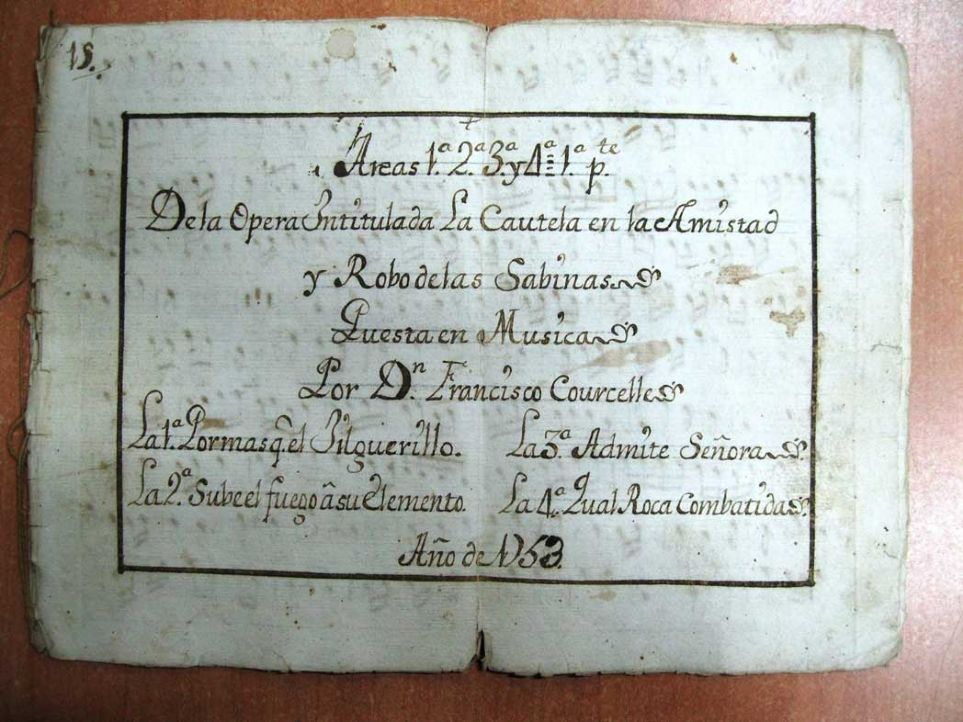 15.
Areas 1.ª 2.ª 3.ª y 4.ª 1.ª p.te
De la Opera Intitulada La Cautela en la Amistad
y Robo de las Sabinas
Puesta en Musica
Por D.n Francisco Courcelle
La 1.ª Por mas q.e el Jilguerillo. La 3.ª Admite Señora
La 2.ª Sube el fuego â su Elemento. La 4.ª Qual Roca Combatida
Año de 1753.